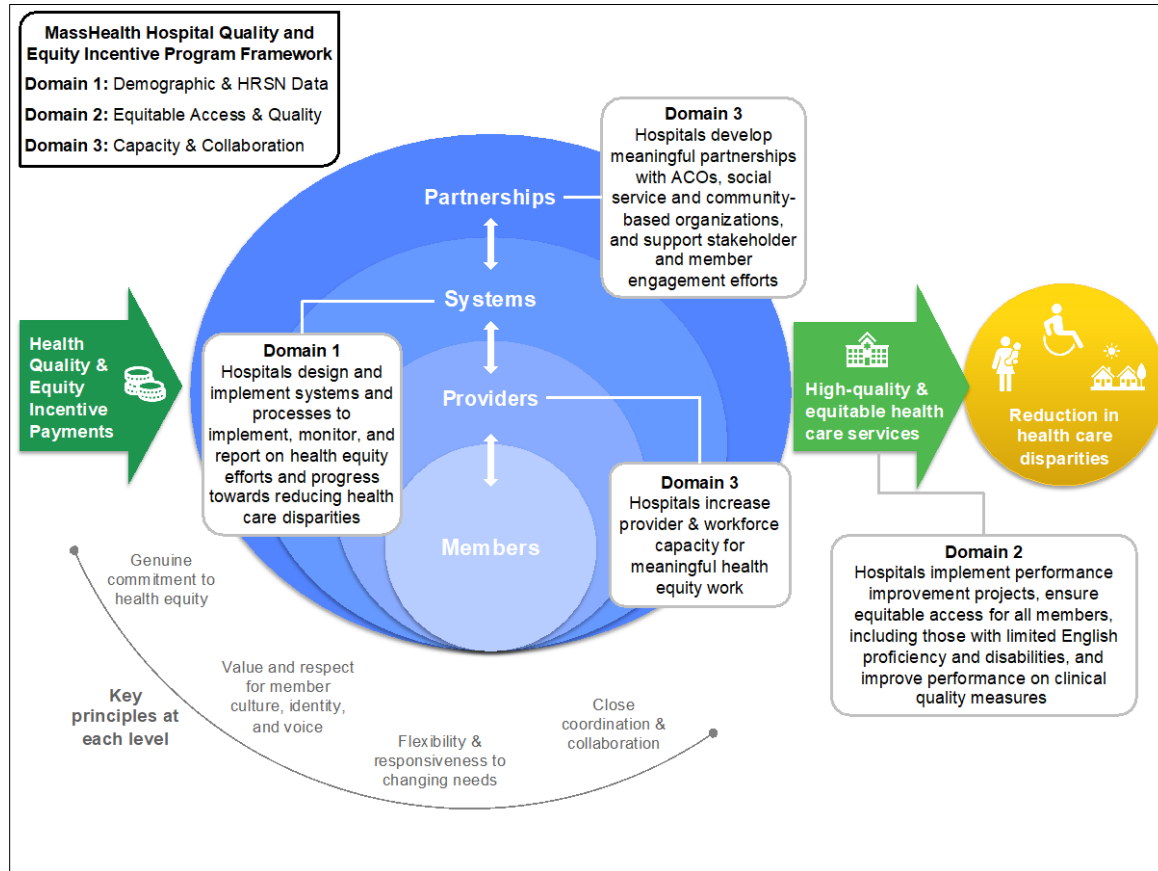 MassHealth Hospital Quality and
Equity Incentive Program Framework
Domain 1: Demographic & HRSN Data
Domain 2: Equitable Access & Quality
Domain 3: Capacity & Collaboration
Domain 3
Hospitals develop
meaningful partnerships
with ACOs, social
service and community-
based organizations,
and support stakeholder
and member
engagement efforts
Partnerships
Systems
Health
Quality &
Equity
Incentive
Payments
Domain 1
Hospitals design and
implement systems and
processes to
implement, monitor, and
report on health equity
efforts and progress
towards reducing health
care disparities
Providers
Members
Domain 3
Hospitals increase
provider & workforce
capacity for
meaningful health
equity work
High-quality &
equitable health
care services
Reduction in
health care
disparities
Domain 2
Hospitals implement performance
improvement projects, ensure
equitable access for all members,
including those with limited English
proficiency and disabilities, and
improve performance on clinical
quality measures
Key
principles at
each level
Genuine
commitment to
health equity
Value and respect
for member
culture, identity,
and voice
Flexibility &
responsiveness to
changing needs
Close
coordination &
collaboration